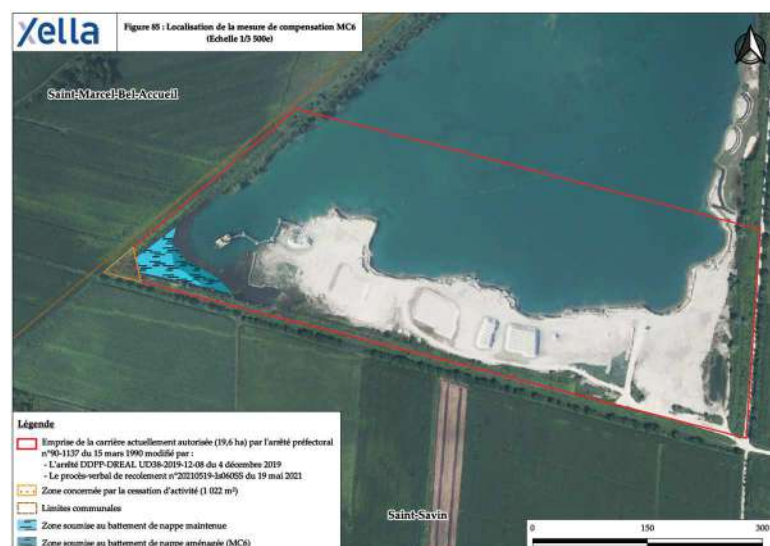 Xella
Figure 85 : Localisation de la mesure de compensation MC6
(Echelle 1/3 500e)
Saint-Marcel-Bel-Accueil
Légende
Emprise de la carrière actuellement autorisée (19,6 ha) par l'arrêté préfectoral
n°90-1137 du 15 mars 1990 modifié par :
- L'arrêté DDPP-DREAL UD38-2019-12-08 du 4 décembre 2019
- Le procès-verbal de recolement n°20210519-ls0605S du 19 mai 2021
Zone concernée par la cessation d'activité (1 022 m²)
Limites communales
Zone soumise au battement de nappe maintenue
Zone soumise au battement de nappe aménagée (MC6)
Saint-Savin
0 150 300